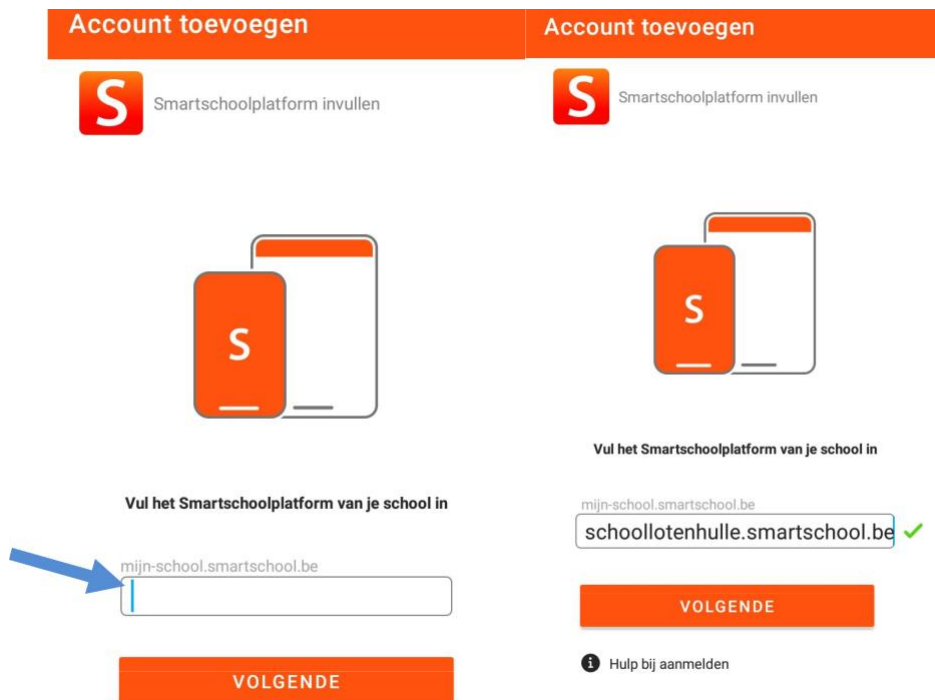 Account toevoegen
S
Smartschoolplatform invullen
S
Vul het Smartschoolplatform van je school in
mijn-school.smartschool.be
VOLGENDE
Account toevoegen
S
Smartschoolplatform invullen
S
Vul het Smartschoolplatform van je school in
mijn-school.smartschool.be
schoollotenhulle.smartschool.be
VOLGENDE
i Hulp bij aanmelden